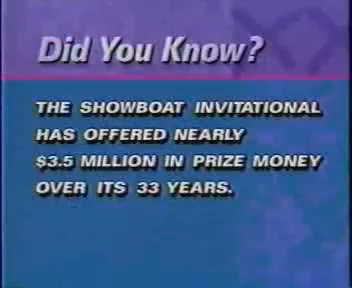 Did You Know?
THE SHOWBOAT INVITATIONAL
HAS OFFERED NEARLY
$3.5 MILLION IN PRIZE MONEY
OVER ITS 33 YEARS.